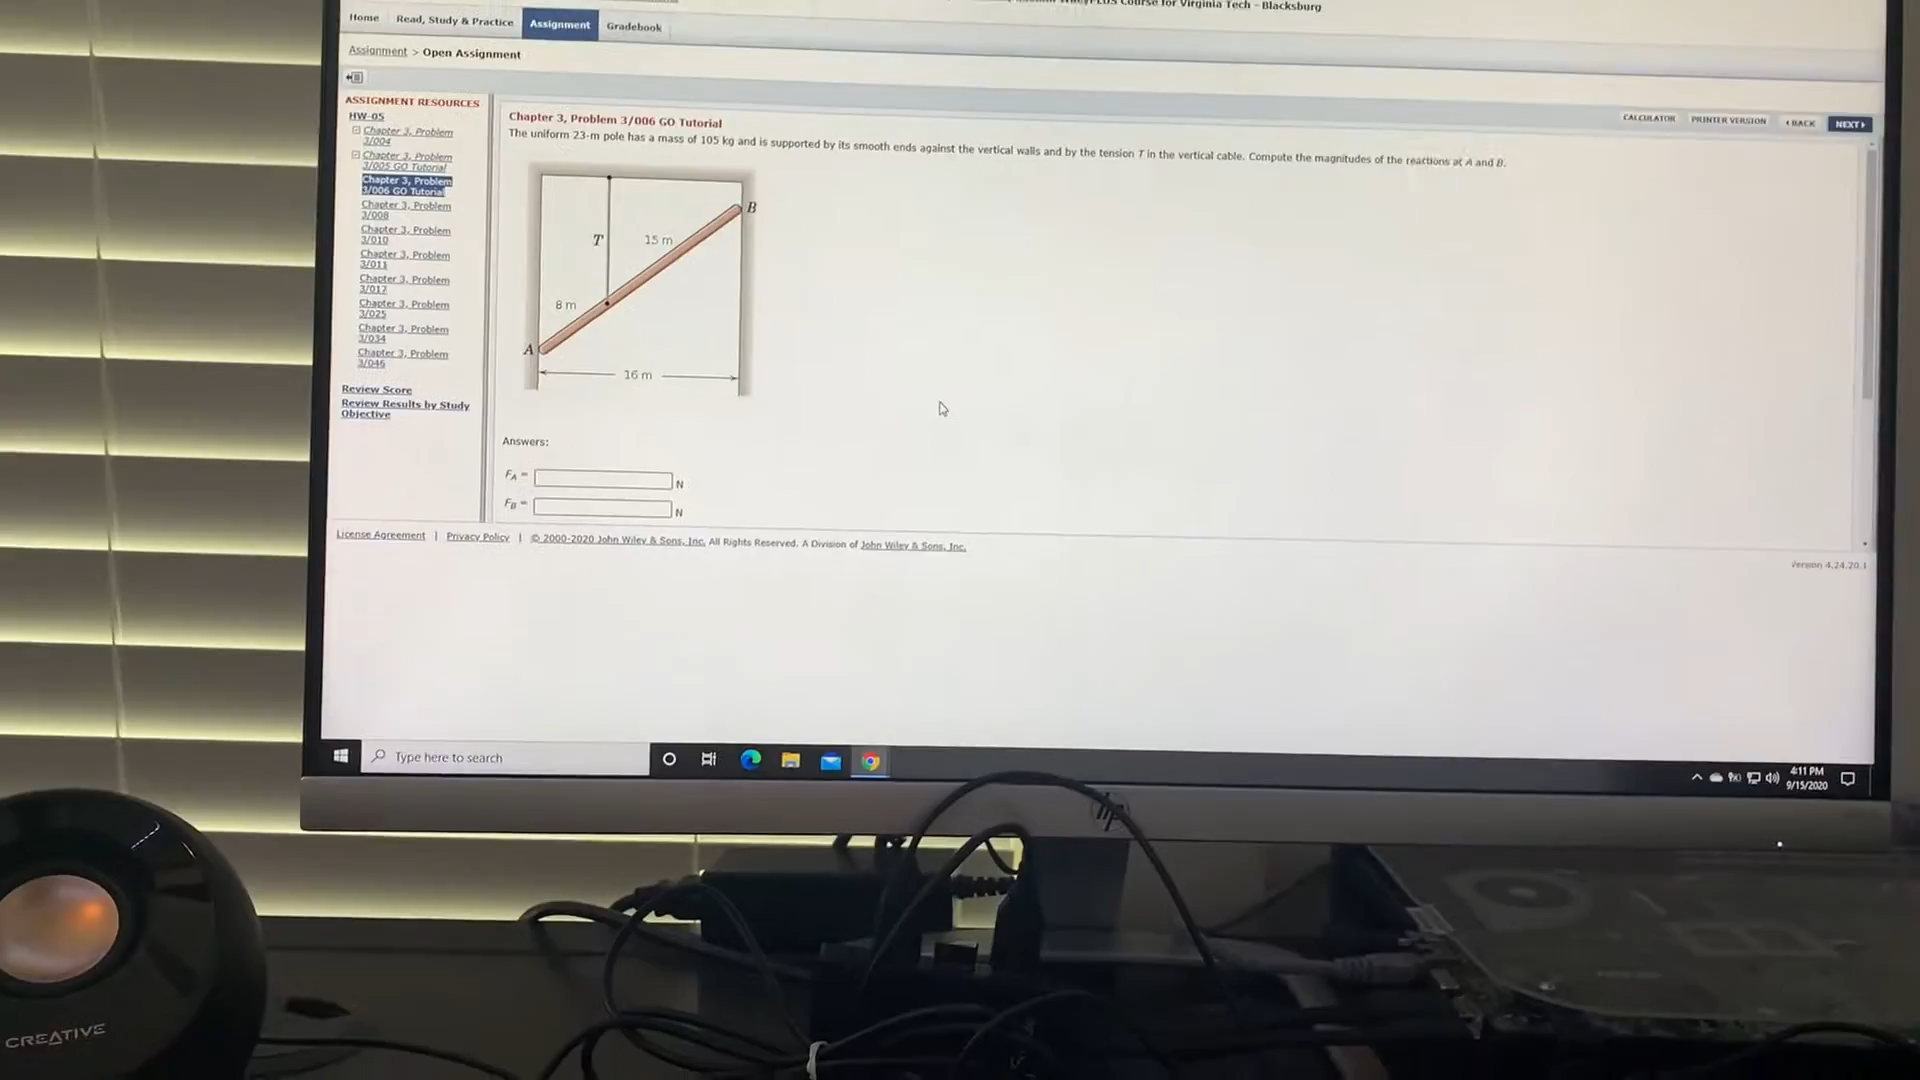 WileyPLUS Course for Virginia Tech - Blacksburg
Home Read, Study & Practice Assignment Gradebook
Assignment > Open Assignment
ASSIGNMENT RESOURCES
HW-05
Chapter 3, Problem
3/004
Chapter 3, Problem
3/005 GO Tutorial
Chapter 3, Problem
3/006 GO Tutorial
Chapter 3, Problem
3/008
Chapter 3, Problem
3/010
Chapter 3, Problem
3/011
Chapter 3, Problem
3/012
Chapter 3, Problem
3/025
Chapter 3, Problem
3/034
Chapter 3, Problem
3/046
Review Score
Review Results by Study
Objective
Chapter 3, Problem 3/006 GO Tutorial
CALCULATOR PRINTER VERSION BACK NEXT
The uniform 23-m pole has a mass of 105 kg and is supported by its smooth ends against the vertical walls and by the tension T in the vertical cable. Compute the magnitudes of the reactions at A and B.
B
T
15 m
8 m
A
16 m
Answers:
FA = N
FB = N
License Agreement | Privacy Policy | © 2000-2020 John Wiley & Sons, Inc. All Rights Reserved. A Division of John Wiley & Sons, Inc.
Version 4.24.20.1
Type here to search
4:11 PM
9/15/2020
hp
CREATIVE